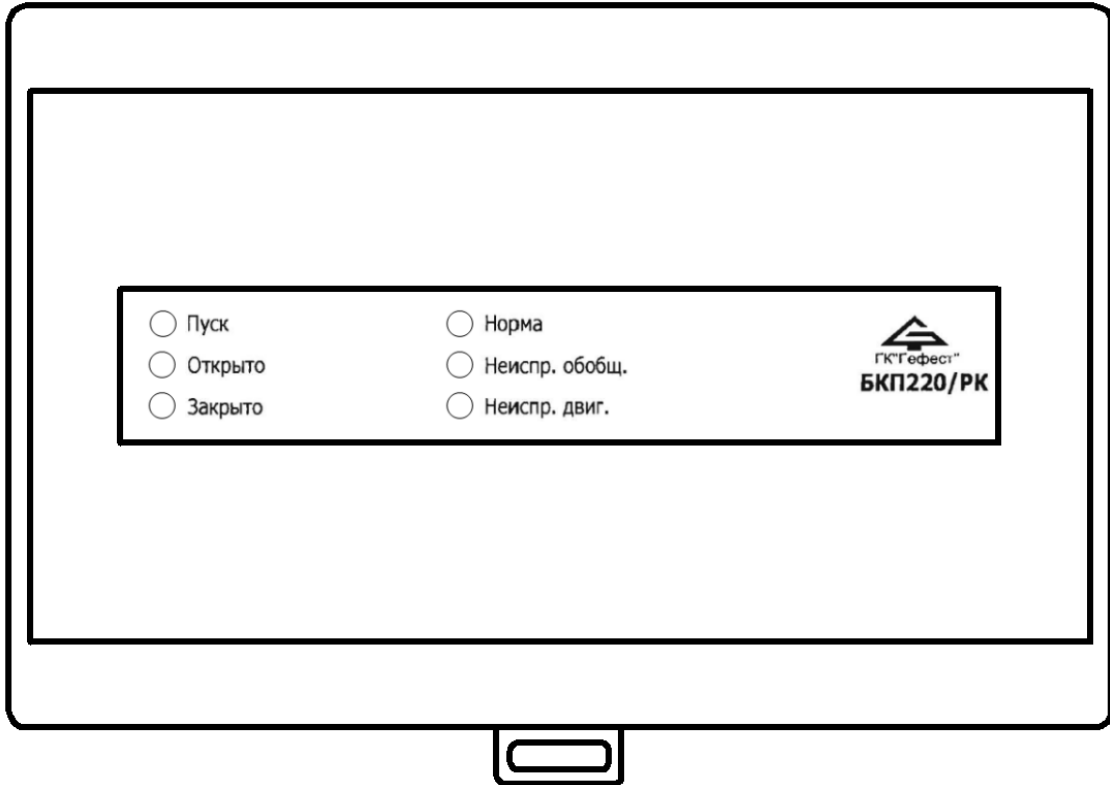 Пуск
Открыто
Закрыто
Норма
Неиспр. обобщ.
Неиспр. двиг.
ГК"Гефест"
БКП220/РК